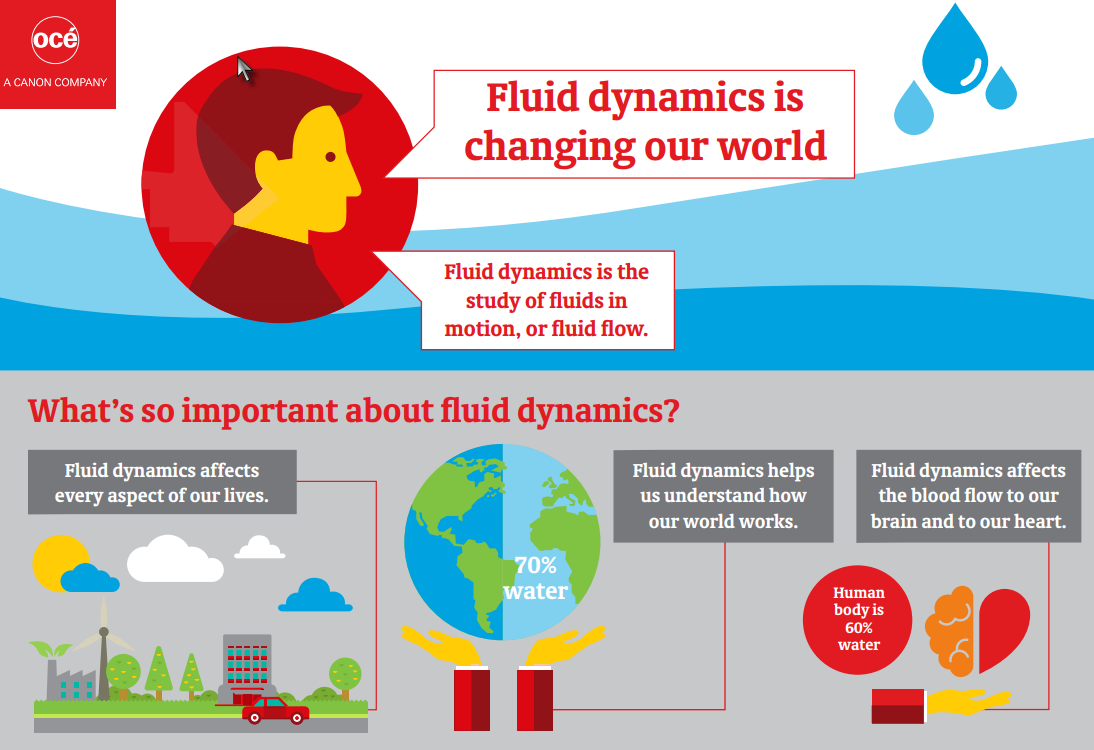 océ
A CANON COMPANY
Fluid dynamics is
changing our world
Fluid dynamics is the
study of fluids in
motion, or fluid flow.
What's so important about fluid dynamics?
Fluid dynamics affects
every aspect of our lives.
70%
water
Fluid dynamics helps
us understand how
our world works.
Fluid dynamics affects
the blood flow to our
brain and to our heart.
Human
body is
60%
water